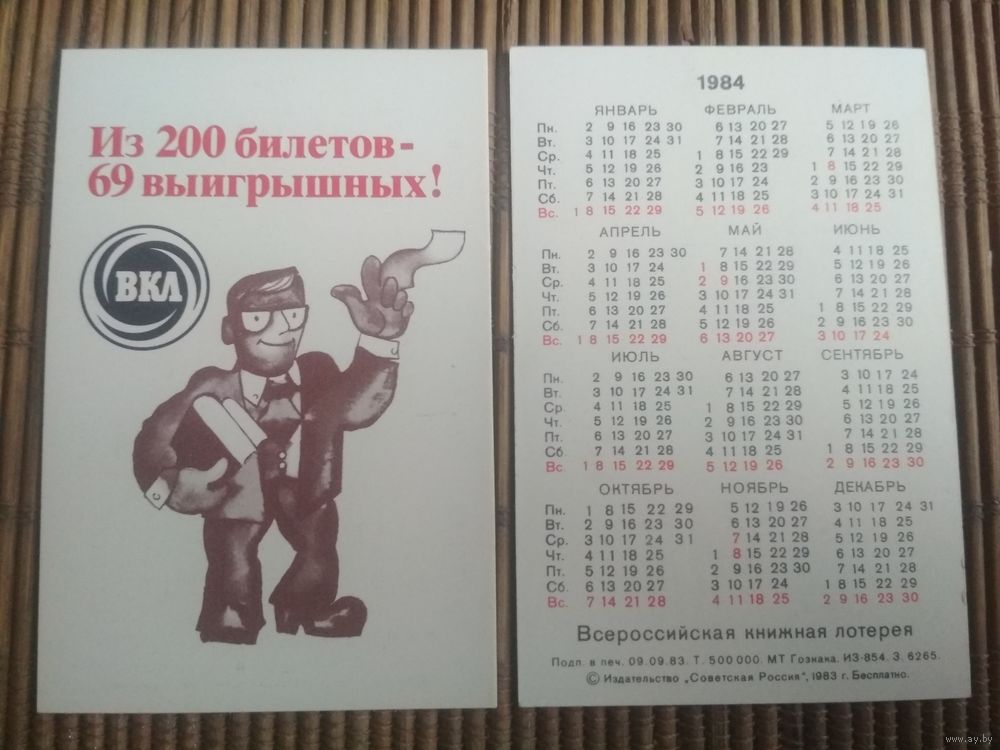 Из 200 билетов -
69 выигрышных!
ВКЛ
1984
ЯНВАРЬ ФЕВРАЛЬ МАРТ
Пн. 2 9 16 23 30 6 13 20 27 5 12 19 26
Вт. 3 10 17 24 31 7 14 21 28 6 13 20 27
Ср. 4 11 18 25 1 8 15 22 29 7 14 21 28
Чт. 5 12 19 26 2 9 16 23 1 8 15 22 29
Пт. 6 13 20 27 3 10 17 24 2 9 16 23 30
Сб. 7 14 21 28 4 11 18 25 3 10 17 24 31
Вс. 1 8 15 22 29 5 12 19 26 4 11 18 25
АПРЕЛЬ МАЙ ИЮНЬ
Пн. 2 9 16 23 30 7 14 21 28 4 11 18 25
Вт. 3 10 17 24 1 8 15 22 29 5 12 19 26
Ср. 4 11 18 25 2 9 16 23 30 6 13 20 27
Чт. 5 12 19 26 3 10 17 24 31 7 14 21 28
Пт. 6 13 20 27 4 11 18 25 1 8 15 22 29
Сб. 7 14 21 28 5 12 19 26 2 9 16 23 30
Вс. 1 8 15 22 29 6 13 20 27 3 10 17 24
ИЮЛЬ АВГУСТ СЕНТЯБРЬ
Пн. 2 9 16 23 30 6 13 20 27 3 10 17 24
Вт. 3 10 17 24 31 7 14 21 28 4 11 18 25
Ср. 4 11 18 25 1 8 15 22 29 5 12 19 26
Чт. 5 12 19 26 2 9 16 23 30 6 13 20 27
Пт. 6 13 20 27 3 10 17 24 31 7 14 21 28
Сб. 7 14 21 28 4 11 18 25 1 8 15 22 29
Вс. 1 8 15 22 29 5 12 19 26 2 9 16 23 30
ОКТЯБРЬ НОЯБРЬ ДЕКАБРЬ
Пн. 1 8 15 22 29 5 12 19 26 3 10 17 24 31
Вт. 2 9 16 23 30 6 13 20 27 4 11 18 25
Ср. 3 10 17 24 31 7 14 21 28 5 12 19 26
Чт. 4 11 18 25 1 8 15 22 29 6 13 20 27
Пт. 5 12 19 26 2 9 16 23 30 7 14 21 28
Сб. 6 13 20 27 3 10 17 24 1 8 15 22 29
Вс. 7 14 21 28 4 11 18 25 2 9 16 23 30
Всероссийская книжная лотерея
Подп. в печ. 09.09.83. Т. 500 000. МТ Гознака. ИЗ-854. З. 6265.
© Издательство „Советская Россия", 1983 г. Бесплатно.
www.ay.by